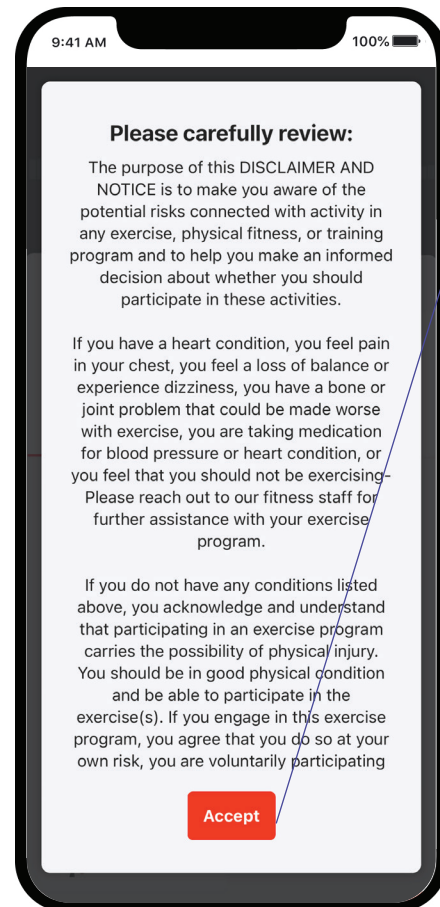 9:41 AM 100%
Please carefully review:
The purpose of this DISCLAIMER AND
NOTICE is to make you aware of the
potential risks connected with activity in
any exercise, physical fitness, or training
program and to help you make an informed
decision about whether you should
participate in these activities.
If you have a heart condition, you feel pain
in your chest, you feel a loss of balance or
experience dizziness, you have a bone or
joint problem that could be made worse
with exercise, you are taking medication
for blood pressure or heart condition, or
you feel that you should not be exercising-
Please reach out to our fitness staff for
further assistance with your exercise
program.
If you do not have any conditions listed
above, you acknowledge and understand
that participating in an exercise program
carries the possibility of physical injury.
You should be in good physical condition
and be able to participate in the
exercise(s). If you engage in this exercise
program, you agree that you do so at your
own risk, you are voluntarily participating
Accept